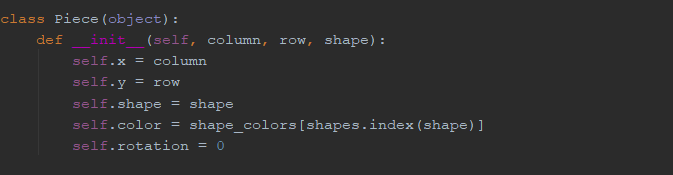 class Piece(object):
    def __init__(self, column, row, shape):
        self.x = column
        self.y = row
        self.shape = shape
        self.color = shape_colors[shapes.index(shape)]
        self.rotation = 0